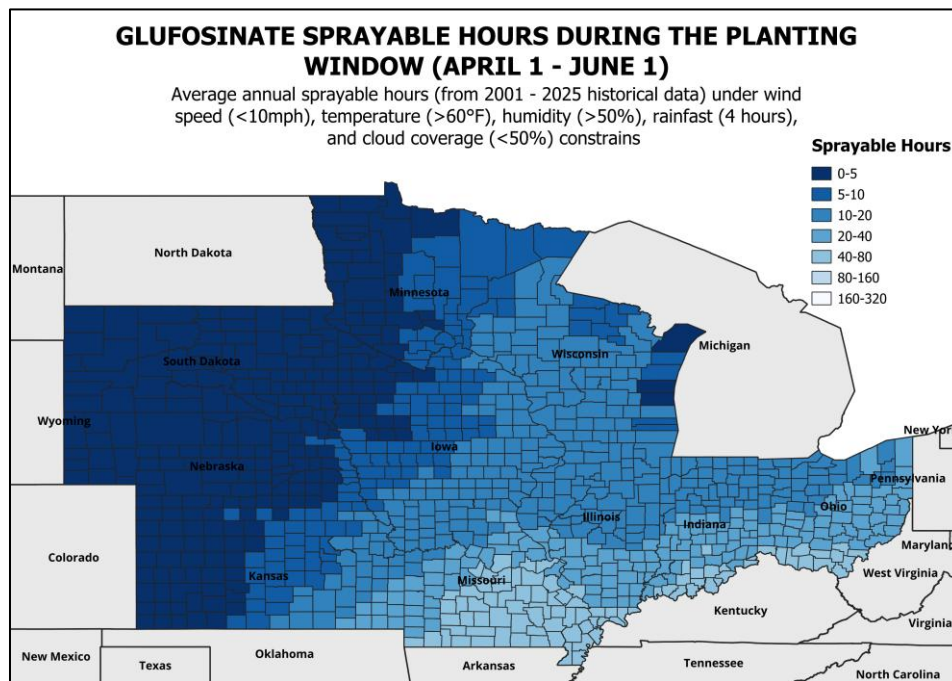 GLUFOSINATE SPRAYABLE HOURS DURING THE PLANTING
WINDOW (APRIL 1 - JUNE 1)
Average annual sprayable hours (from 2001 - 2025 historical data) under wind
speed (<10mph), temperature (>60°F), humidity (>50%), rainfast (4 hours),
and cloud coverage (<50%) constrains
Sprayable Hours
0-5
5-10
10-20
20-40
40-80
80-160
160-320
North Dakota
Montana
Minnesota
Wisconsin
Michigan
South Dakota
Wyoming
New York
Iowa
Nebraska
Pennsylvania
Illinois
Indiana
Ohio
Colorado
Maryland
Kansas
Missouri
West Virginia
Kentucky
Virginia
New Mexico
Texas
Oklahoma
Arkansas
Tennessee
North Carolina